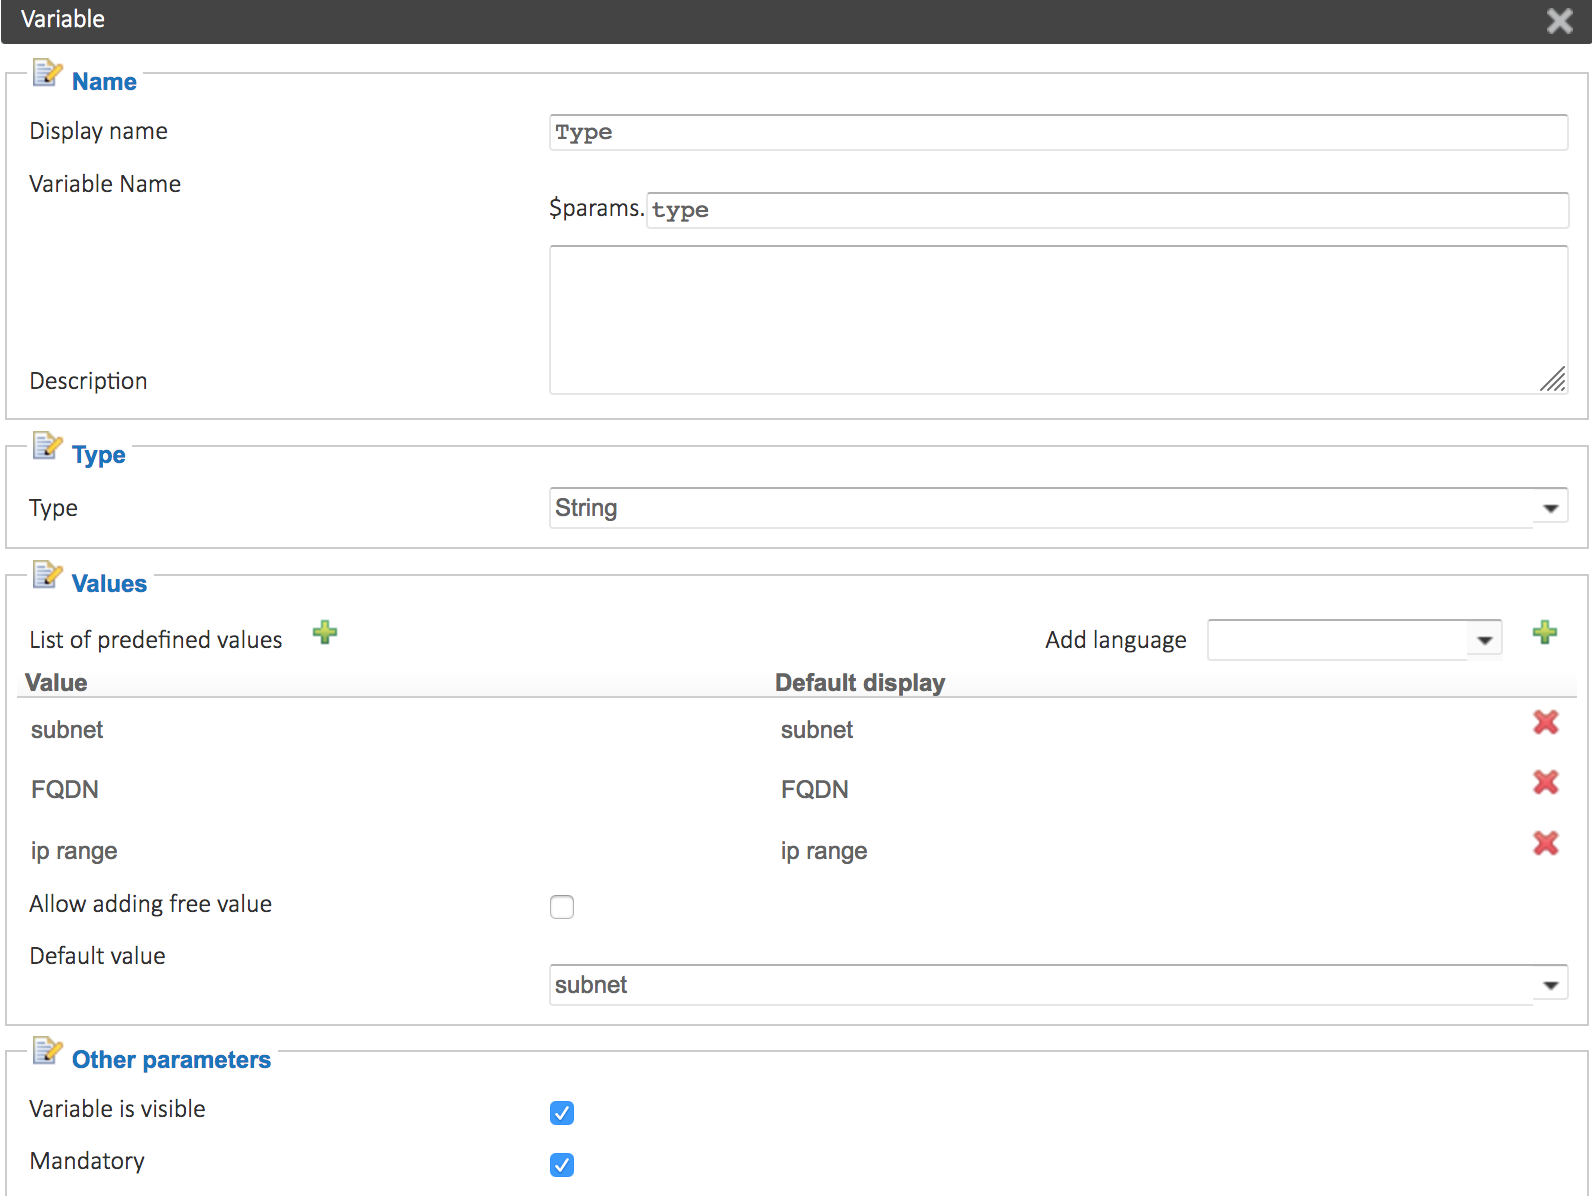 Variable
Name
Display name
Type
Variable Name
$params. type
Description
Type
Type
String
Values
List of predefined values
Add language
Value Default display
subnet subnet
FQDN FQDN
ip range ip range
Allow adding free value
Default value
subnet
Other parameters
Variable is visible
Mandatory